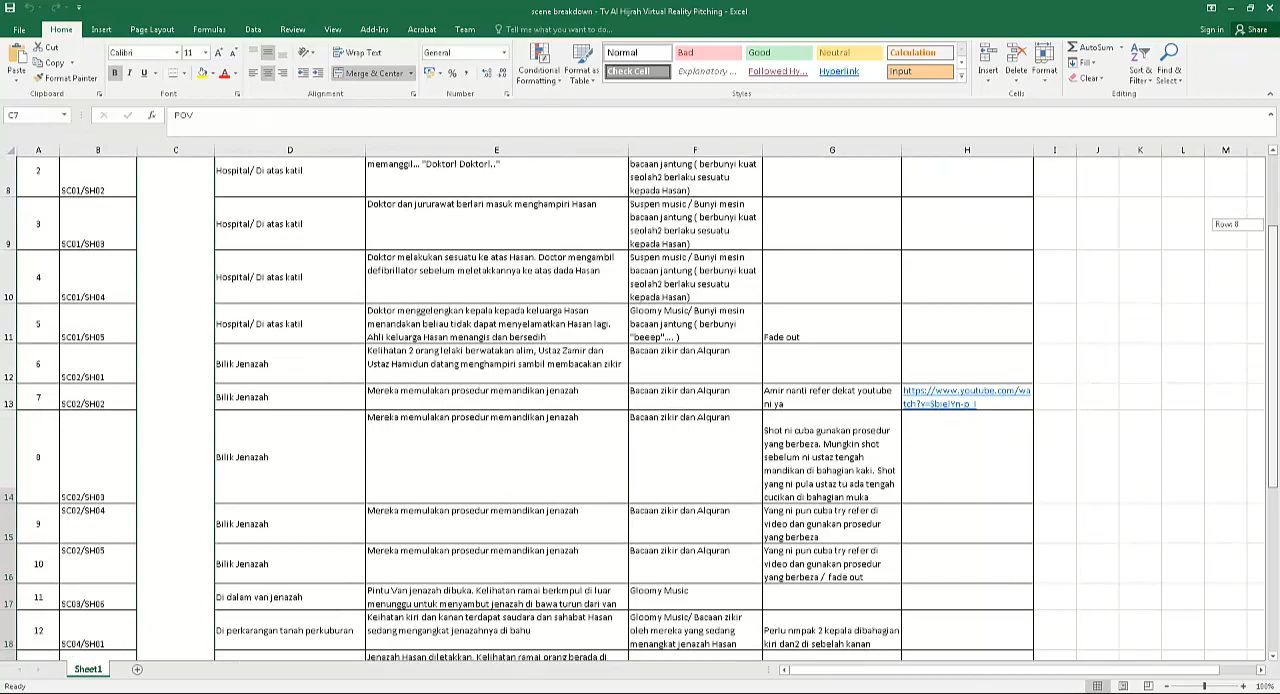 scene breakdown - Tv Al Hijrah Virtual Reality Pitching - Excel
File Home Insert Page Layout Formulas Data Review View Add-Ins Acrobat Team Tell me what you want to do... Sign in Share
Paste
Cut
Copy
Format Painter
Clipboard
Calibri 11
B I U
Font
Wrap Text
Merge & Center
Alignment
General
Number
Conditional Formatting
Format as Table
Normal Bad Good Neutral Calculation
Check Cell Explanatory ... Followed Hy... Hyperlink Input
Styles
Insert Delete Format
Cells
AutoSum
Fill
Clear
Sort & Filter
Find & Select
Editing
C7 fx POV
A B C D E F G H I J K L M
8
2
SC01/SH02
Hospital/ Di atas katil
memanggil... "Doktor! Doktor!.."
bacaan jantung ( berbunyi kuat
seolah2 berlaku sesuatu
kepada Hasan)
9
3
SC01/SH03
Hospital/ Di atas katil
Doktor dan jururawat berlari masuk menghampiri Hasan
Suspen music / Bunyi mesin
bacaan jantung ( berbunyi kuat
seolah2 berlaku sesuatu
kepada Hasan)
Row: 8
10
4
SC01/SH04
Hospital/ Di atas katil
Doktor melakukan sesuatu ke atas Hasan. Doctor mengambil
defibrillator sebelum meletakkannya ke atas dada Hasan
Suspen music / Bunyi mesin
bacaan jantung ( berbunyi kuat
seolah2 berlaku sesuatu
kepada Hasan)
11
5
SC01/SH05
Hospital/ Di atas katil
Doktor menggelengkan kepala kepada keluarga Hasan
menandakan beliau tidak dapat menyelamatkan Hasan lagi.
Ahli keluarga Hasan menangis dan bersedih
Gloomy Music/ Bunyi mesin
bacaan jantung ( berbunyi
"beeep".... )
Fade out
12
6
SC02/SH01
Bilik Jenazah
Kelihatan 2 orang lelaki berwatakan alim, Ustaz Zamir dan
Ustaz Hamidun datang menghampiri sambil membacakan zikir
Bacaan zikir dan Alquran
13
7
SC02/SH02
Bilik Jenazah
Mereka memulakan prosedur memandikan jenazah
Bacaan zikir dan Alquran
Amir nanti refer dekat youtube
ni ya
https://www.youtube.com/wa
14
8
SC02/SH03
Bilik Jenazah
Mereka memulakan prosedur memandikan jenazah
Bacaan zikir dan Alquran
Shot ni cuba gunakan prosedur
yang berbeza. Mungkin shot
sebelum ni ustaz tengah
mandikan di bahagian kaki. Shot
yang ni pula ustaz tu ada tengah
cucikan di bahagian muka
15
9
SC02/SH04
Bilik Jenazah
Mereka memulakan prosedur memandikan jenazah
Bacaan zikir dan Alquran
Yang ni pun cuba try refer di
video dan gunakan prosedur
yang berbeza
16
10
SC02/SH05
Bilik Jenazah
Mereka memulakan prosedur memandikan jenazah
Bacaan zikir dan Alquran
Yang ni pun cuba try refer di
video dan gunakan prosedur
yang berbeza / fade out
17
11
SC03/SH06
Di dalam van jenazah
Pintu Van jenazah dibuka. Kelihatan ramai berkmpul di luar
menunggu untuk menyambut jenazah di bawa turun dari van
Gloomy Music
18
12
SC04/SH01
Di perkarangan tanah perkuburan
Keihatan kiri dan kanan terdapat saudara dan sahabat Hasan
sedang mengangkat jenazahnya di bahu
Gloomy Music/ Bacaan zikir
oleh mereka yang sedang
menangkat jenazah Hasan
Perlu nmpak 2 kepala dibahagian
kiri dan2 di sebelah kanan
Jenazah Hasan diletakkan. Kelihatan ramai orang berada di
Sheet1
Ready
100%